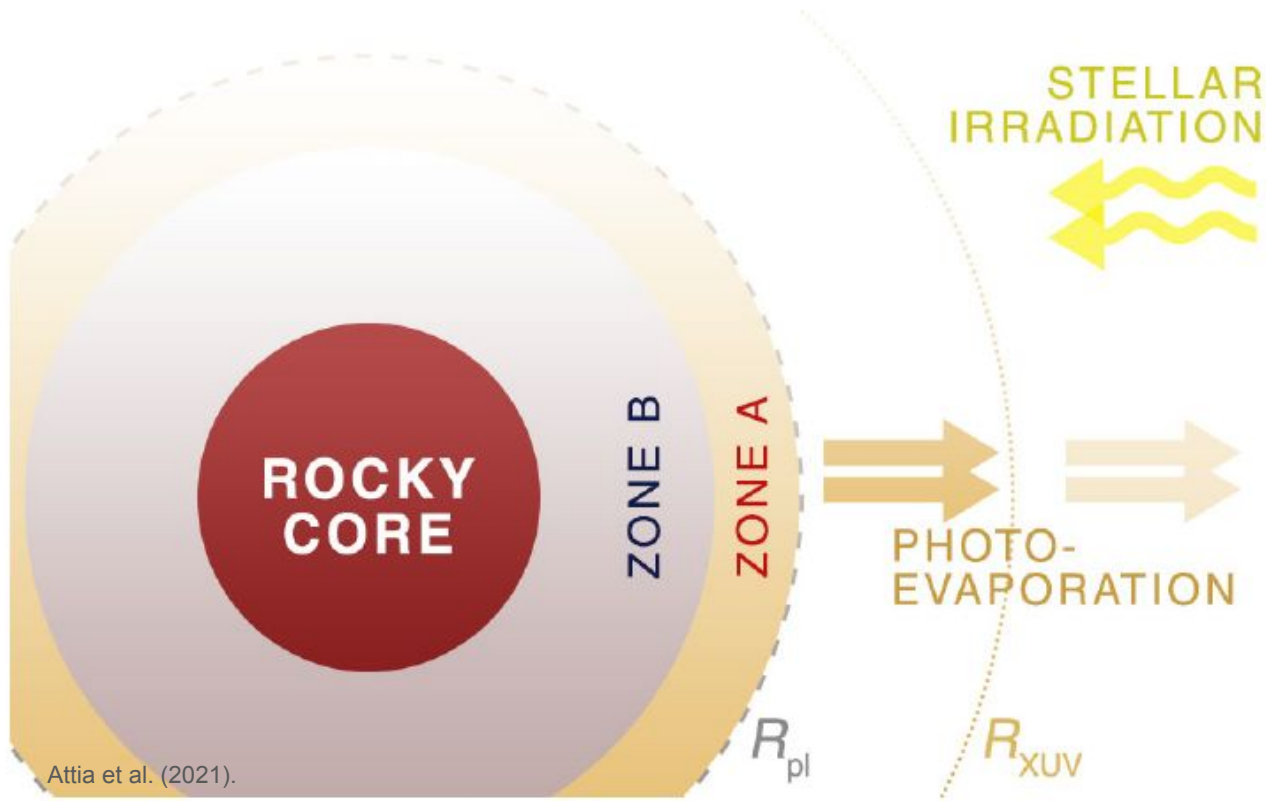 STELLAR
IRRADIATION
ROCKY
CORE
ZONE B
ZONE A
PHOTO-
EVAPORATION
Rpl
RXUV
Attia et al. (2021).